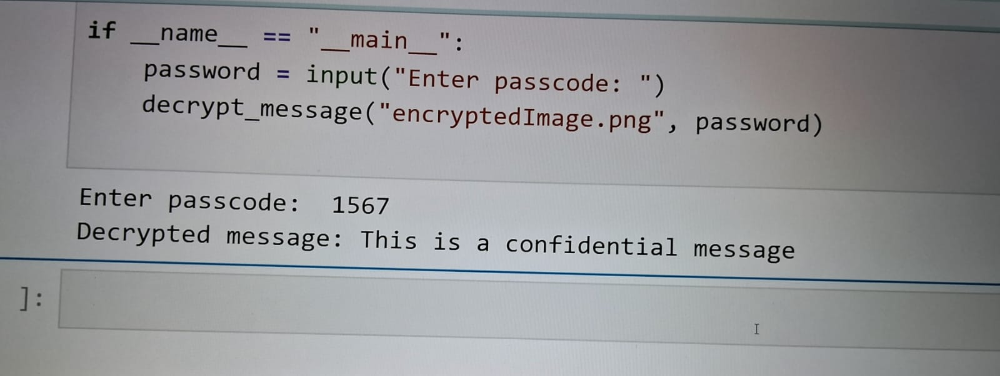 if __name__ == "__main__":
    password = input("Enter passcode: ")
    decrypt_message("encryptedImage.png", password)
Enter passcode:  1567
Decrypted message: This is a confidential message
]: